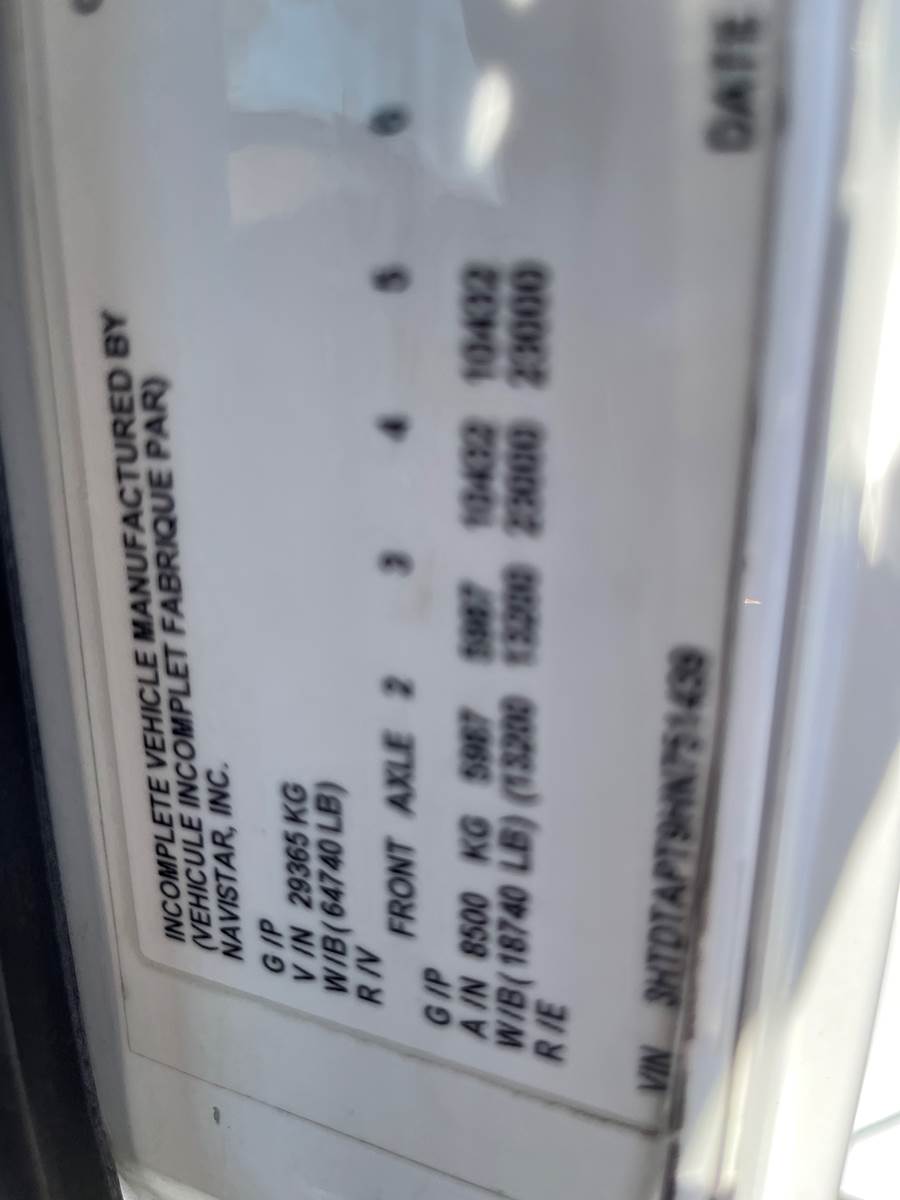 INCOMPLETE VEHICLE MANUFACTURED BY
(VEHICULE INCOMPLET FABRIQUE PAR)
NAVISTAR, INC.
G /P
V /N 29365 KG
W/B ( 64740 LB)
R /V
FRONT AXLE 2 3 4 5 6
G /P
A /N 8500 KG 5987 5987 10432 10432
W/B( 18740 LB) (13200 13200 23000 23000
R /E
VIN
DATE